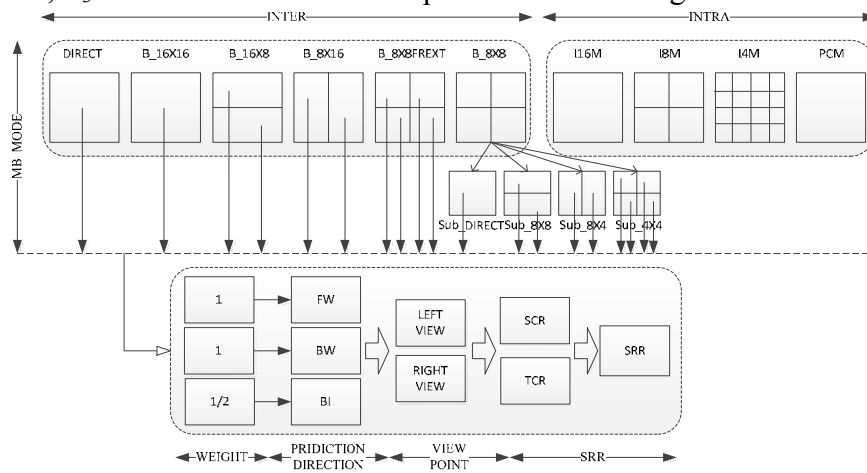 INTER INTRA
DIRECT B_16X16 B_16X8 B_8X16 B_8X8FREXT B_8X8 I16M I8M I4M PCM
MB MODE
Sub_DIRECT Sub_8X8 Sub_8X4 Sub_4X4
1 FW
LEFT VIEW
SCR
1 BW
SRR
RIGHT VIEW
TCR
1/2 BI
WEIGHT PRIDICTION DIRECTION VIEW POINT SRR